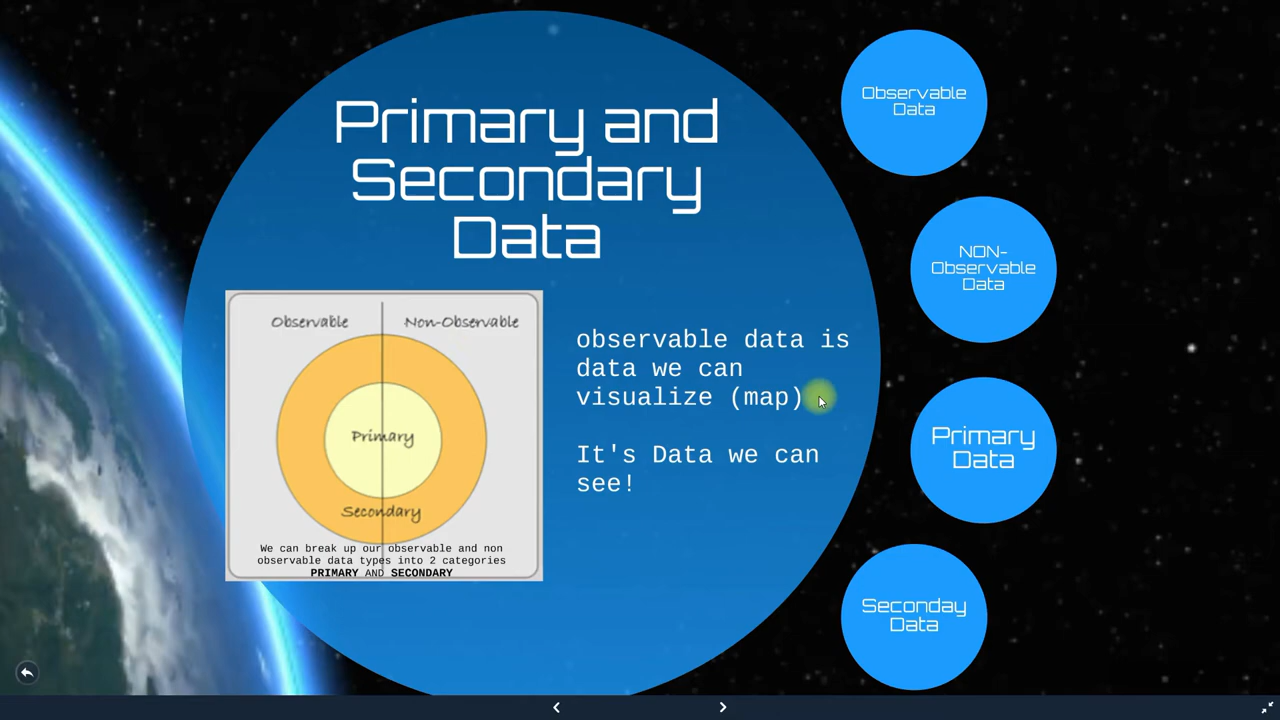 Primary and
Secondary
Data
Observable
Non-Observable
Primary
Secondary
We can break up our observable and non
observable data types into 2 categories
PRIMARY AND SECONDARY
observable data is
data we can
visualize (map)
It's Data we can
see!
Observable
Data
NON-
Observable
Data
Primary
Data
Seconday
Data